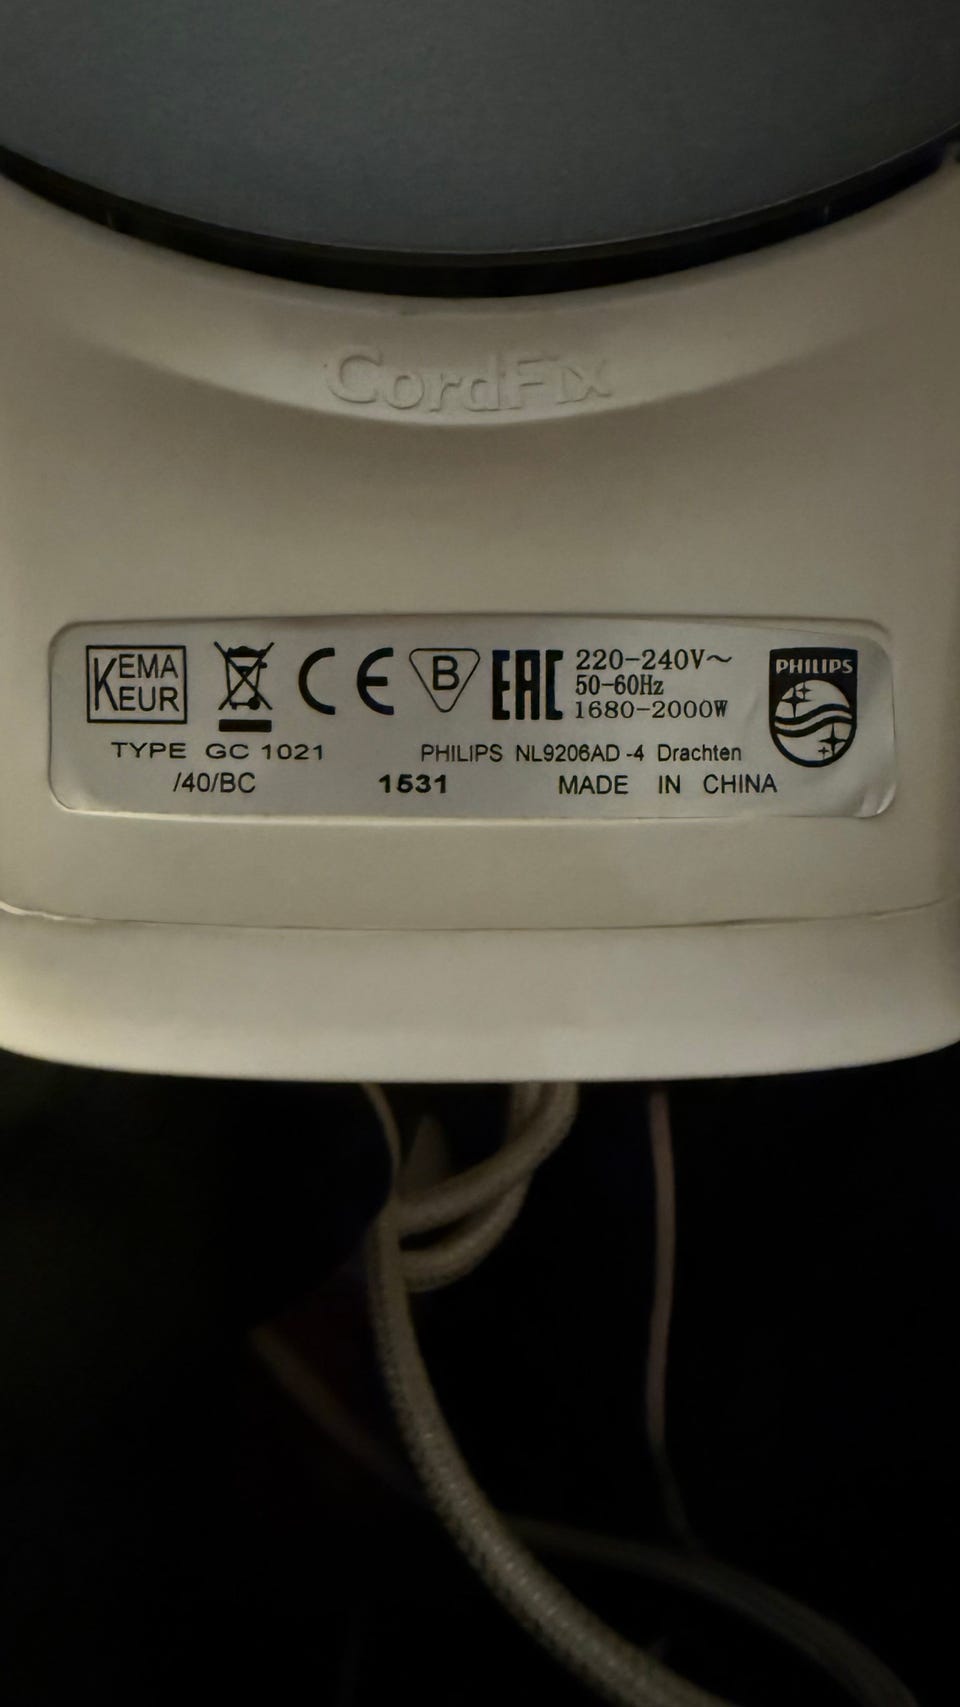 CordFix
KEMA
KEUR
CE
B
EAC
220-240V~
50-60Hz
1680-2000W
PHILIPS
TYPE GC 1021
/40/BC
PHILIPS NL9206AD -4 Drachten
1531
MADE IN CHINA